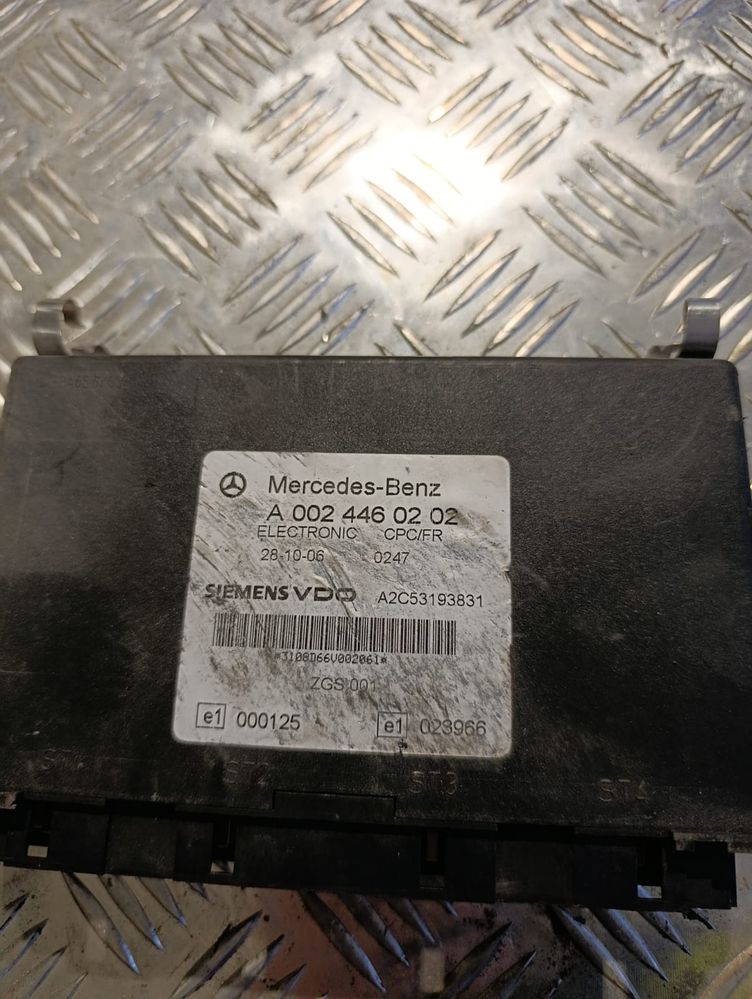 Mercedes-Benz
A 002 446 02 02
ELECTRONIC CPC/FR
28-10-06 0247
SIEMENS VDO A2C53193831
*3108D66V002061*
ZGS 001
e1 000125 e1 023966
ST2 ST3 ST4